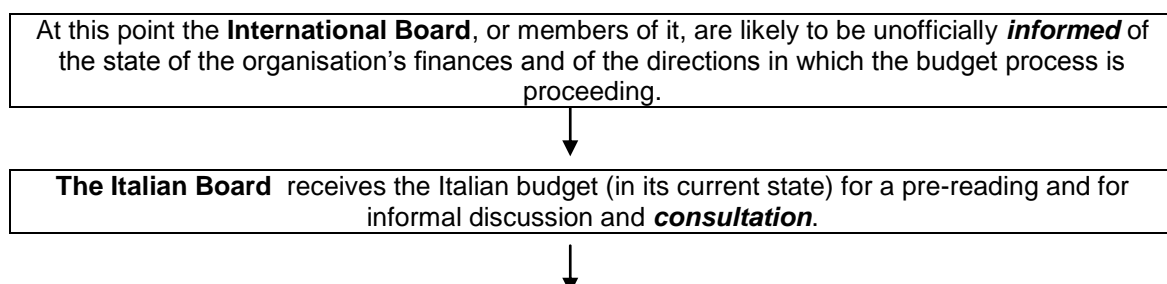 At this point the International Board, or members of it, are likely to be unofficially informed of
the state of the organisation's finances and of the directions in which the budget process is
proceeding.
The Italian Board receives the Italian budget (in its current state) for a pre-reading and for
informal discussion and consultation.